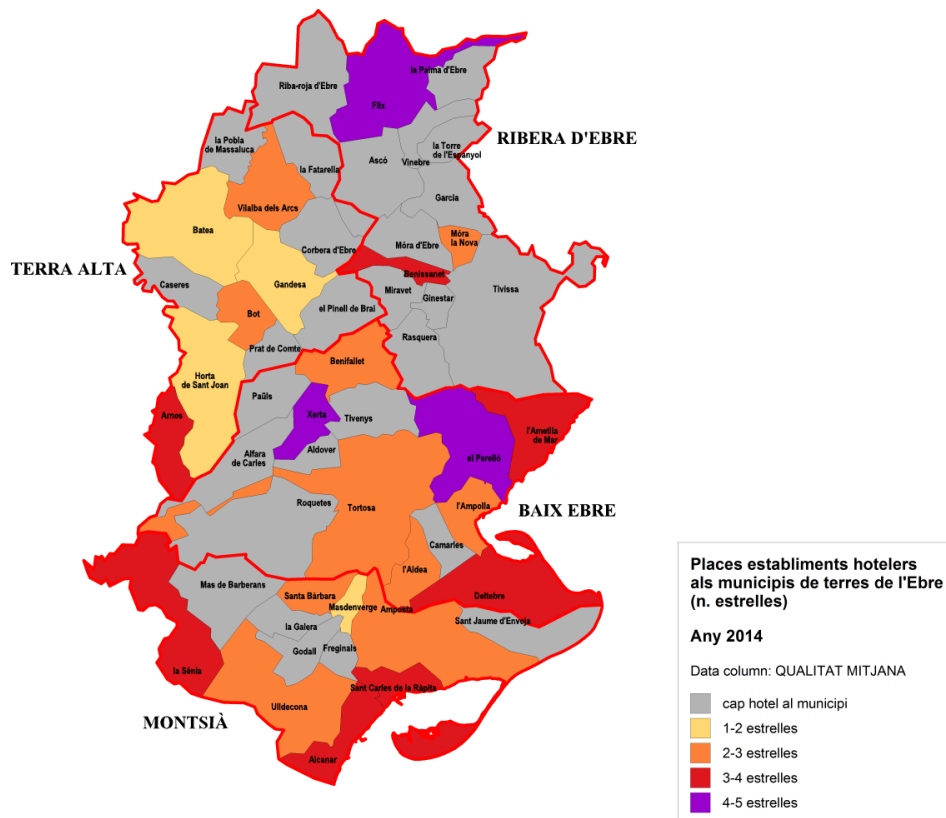 la Palma d'Ebre
Riba-roja d'Ebre
Flix
RIBERA D'EBRE
la Pobla
de Massaluca
la Torre
de l'Espanyol
Ascó
Vinebre
la Fatarella
Garcia
Vilalba dels Arcs
Batea
Móra
la Nova
Corbera d'Ebre
Móra d'Ebre
TERRA ALTA
Benissanet
Caseres
Gandesa
Miravet
Tivissa
Ginestar
el Pinell de Brai
Bot
Rasquera
Prat de Comte
Benifallet
Horta
de Sant Joan
Paüls
Arnes
Xerta
Tivenys
l'Ametlla
de Mar
Aldover
Alfara
de Carles
el Perelló
Roquetes
Tortosa
l'Ampolla
BAIX EBRE
Camarles
l'Aldea
Mas de Barberans
Santa Bàrbara
Deltebre
Masdenverge
Amposta
Sant Jaume d'Enveja
la Galera
Godall
Freginals
la Sénia
Sant Carles de la Ràpita
Ulldecona
MONTSIÀ
Alcanar
Places establiments hotelers
als municipis de terres de l'Ebre
(n. estrelles)
Any 2014
Data column: QUALITAT MITJANA
cap hotel al municipi
1-2 estrelles
2-3 estrelles
3-4 estrelles
4-5 estrelles